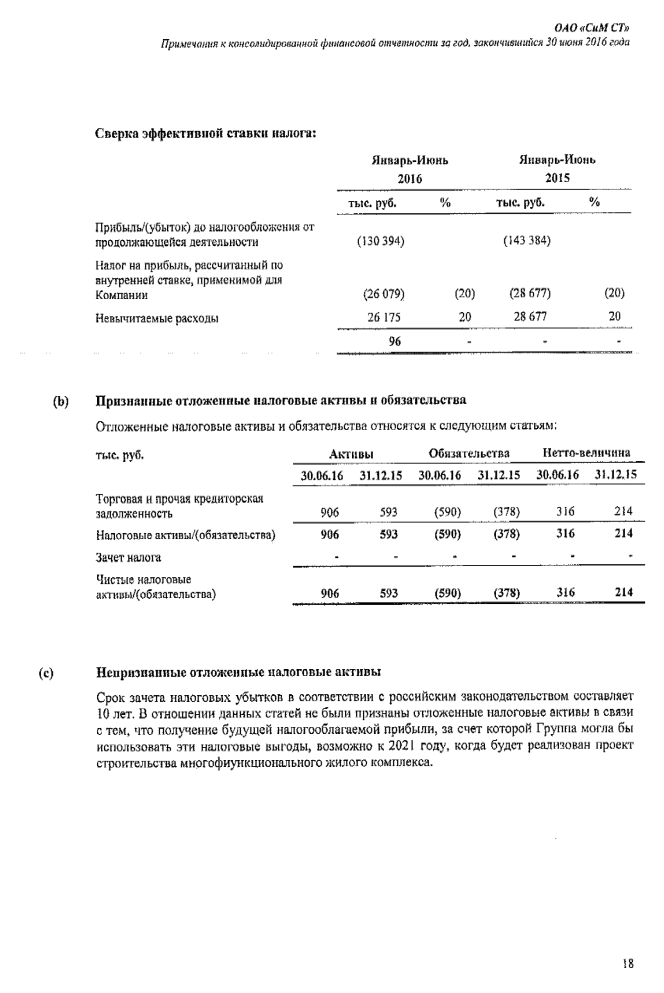 ОАО «СиМ СТ»
Примечания к консолидированной финансовой отчетности за год, закончившийся 30 июня 2016 года
Сверка эффективной ставки налога:
Январь-Июнь Январь-Июнь
2016 2015
тыс. руб. % тыс. руб. %
Прибыль/(убыток) до налогообложения от
продолжающейся деятельности (130 394) (143 384)
Налог на прибыль, рассчитанный по
внутренней ставке, применимой для
Компании (26 079) (20) (28 677) (20)
Невычитаемые расходы 26 175 20 28 677 20
96 - - -
(b) Признанные отложенные налоговые активы и обязательства
Отложенные налоговые активы и обязательства относятся к следующим статьям:
тыс. руб. Активы Обязательства Нетто-величина
30.06.16 31.12.15 30.06.16 31.12.15 30.06.16 31.12.15
Торговая и прочая кредиторская
задолженность 906 593 (590) (378) 316 214
Налоговые активы/(обязательства) 906 593 (590) (378) 316 214
Зачет налога - - - - - -
Чистые налоговые
активы/(обязательства) 906 593 (590) (378) 316 214
(c) Непризнанные отложенные налоговые активы
Срок зачета налоговых убытков в соответствии с российским законодательством составляет
10 лет. В отношении данных статей не были признаны отложенные налоговые активы в связи
с тем, что получение будущей налогооблагаемой прибыли, за счет которой Группа могла бы
использовать эти налоговые выгоды, возможно к 2021 году, когда будет реализован проект
строительства многофиункционального жилого комплекса.
18